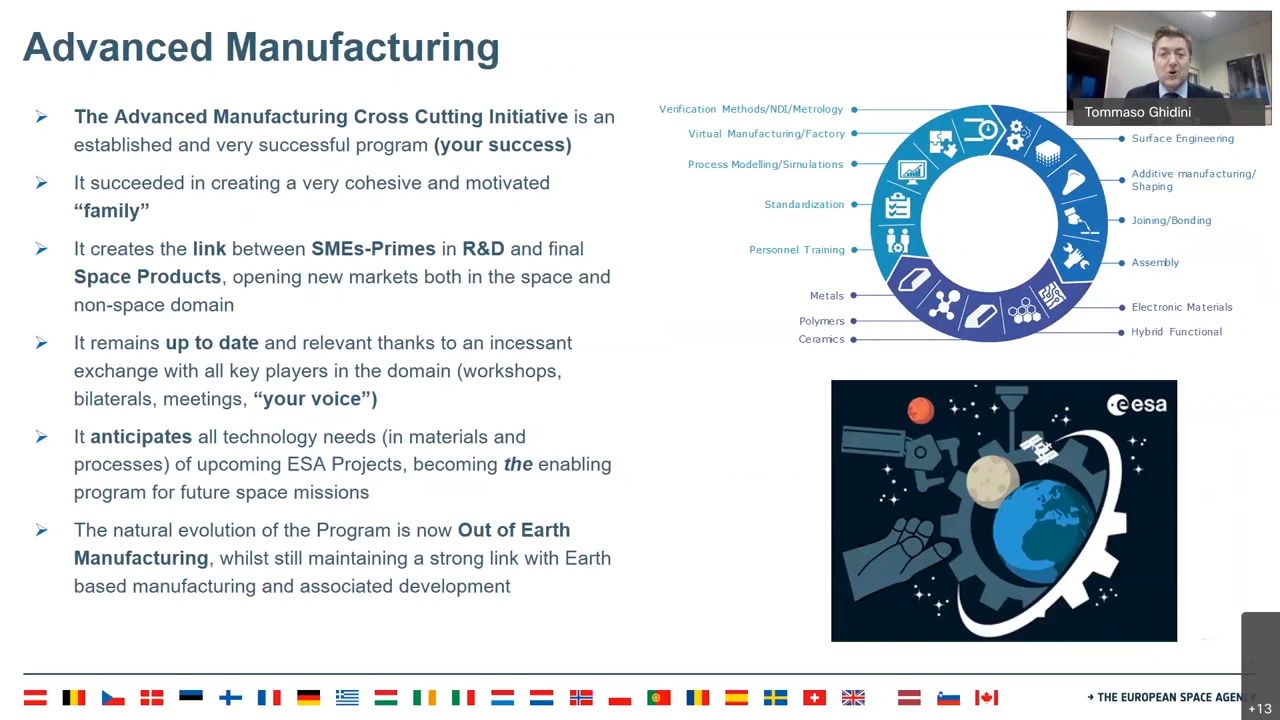 Advanced Manufacturing
The Advanced Manufacturing Cross Cutting Initiative is an
established and very successful program (your success)
It succeeded in creating a very cohesive and motivated
“family”
It creates the link between SMEs-Primes in R&D and final
Space Products, opening new markets both in the space and
non-space domain
It remains up to date and relevant thanks to an incessant
exchange with all key players in the domain (workshops,
bilaterals, meetings, “your voice”)
It anticipates all technology needs (in materials and
processes) of upcoming ESA Projects, becoming the enabling
program for future space missions
The natural evolution of the Program is now Out of Earth
Manufacturing, whilst still maintaining a strong link with Earth
based manufacturing and associated development
Verification Methods/NDI/Metrology
Virtual Manufacturing/Factory
Process Modelling/Simulations
Standardization
Personnel Training
Metals
Polymers
Ceramics
Surface Engineering
Additive manufacturing/
Shaping
Joining/Bonding
Assembly
Electronic Materials
Hybrid Functional
Tommaso Ghidini
esa
→ THE EUROPEAN SPACE AGENCY
+13